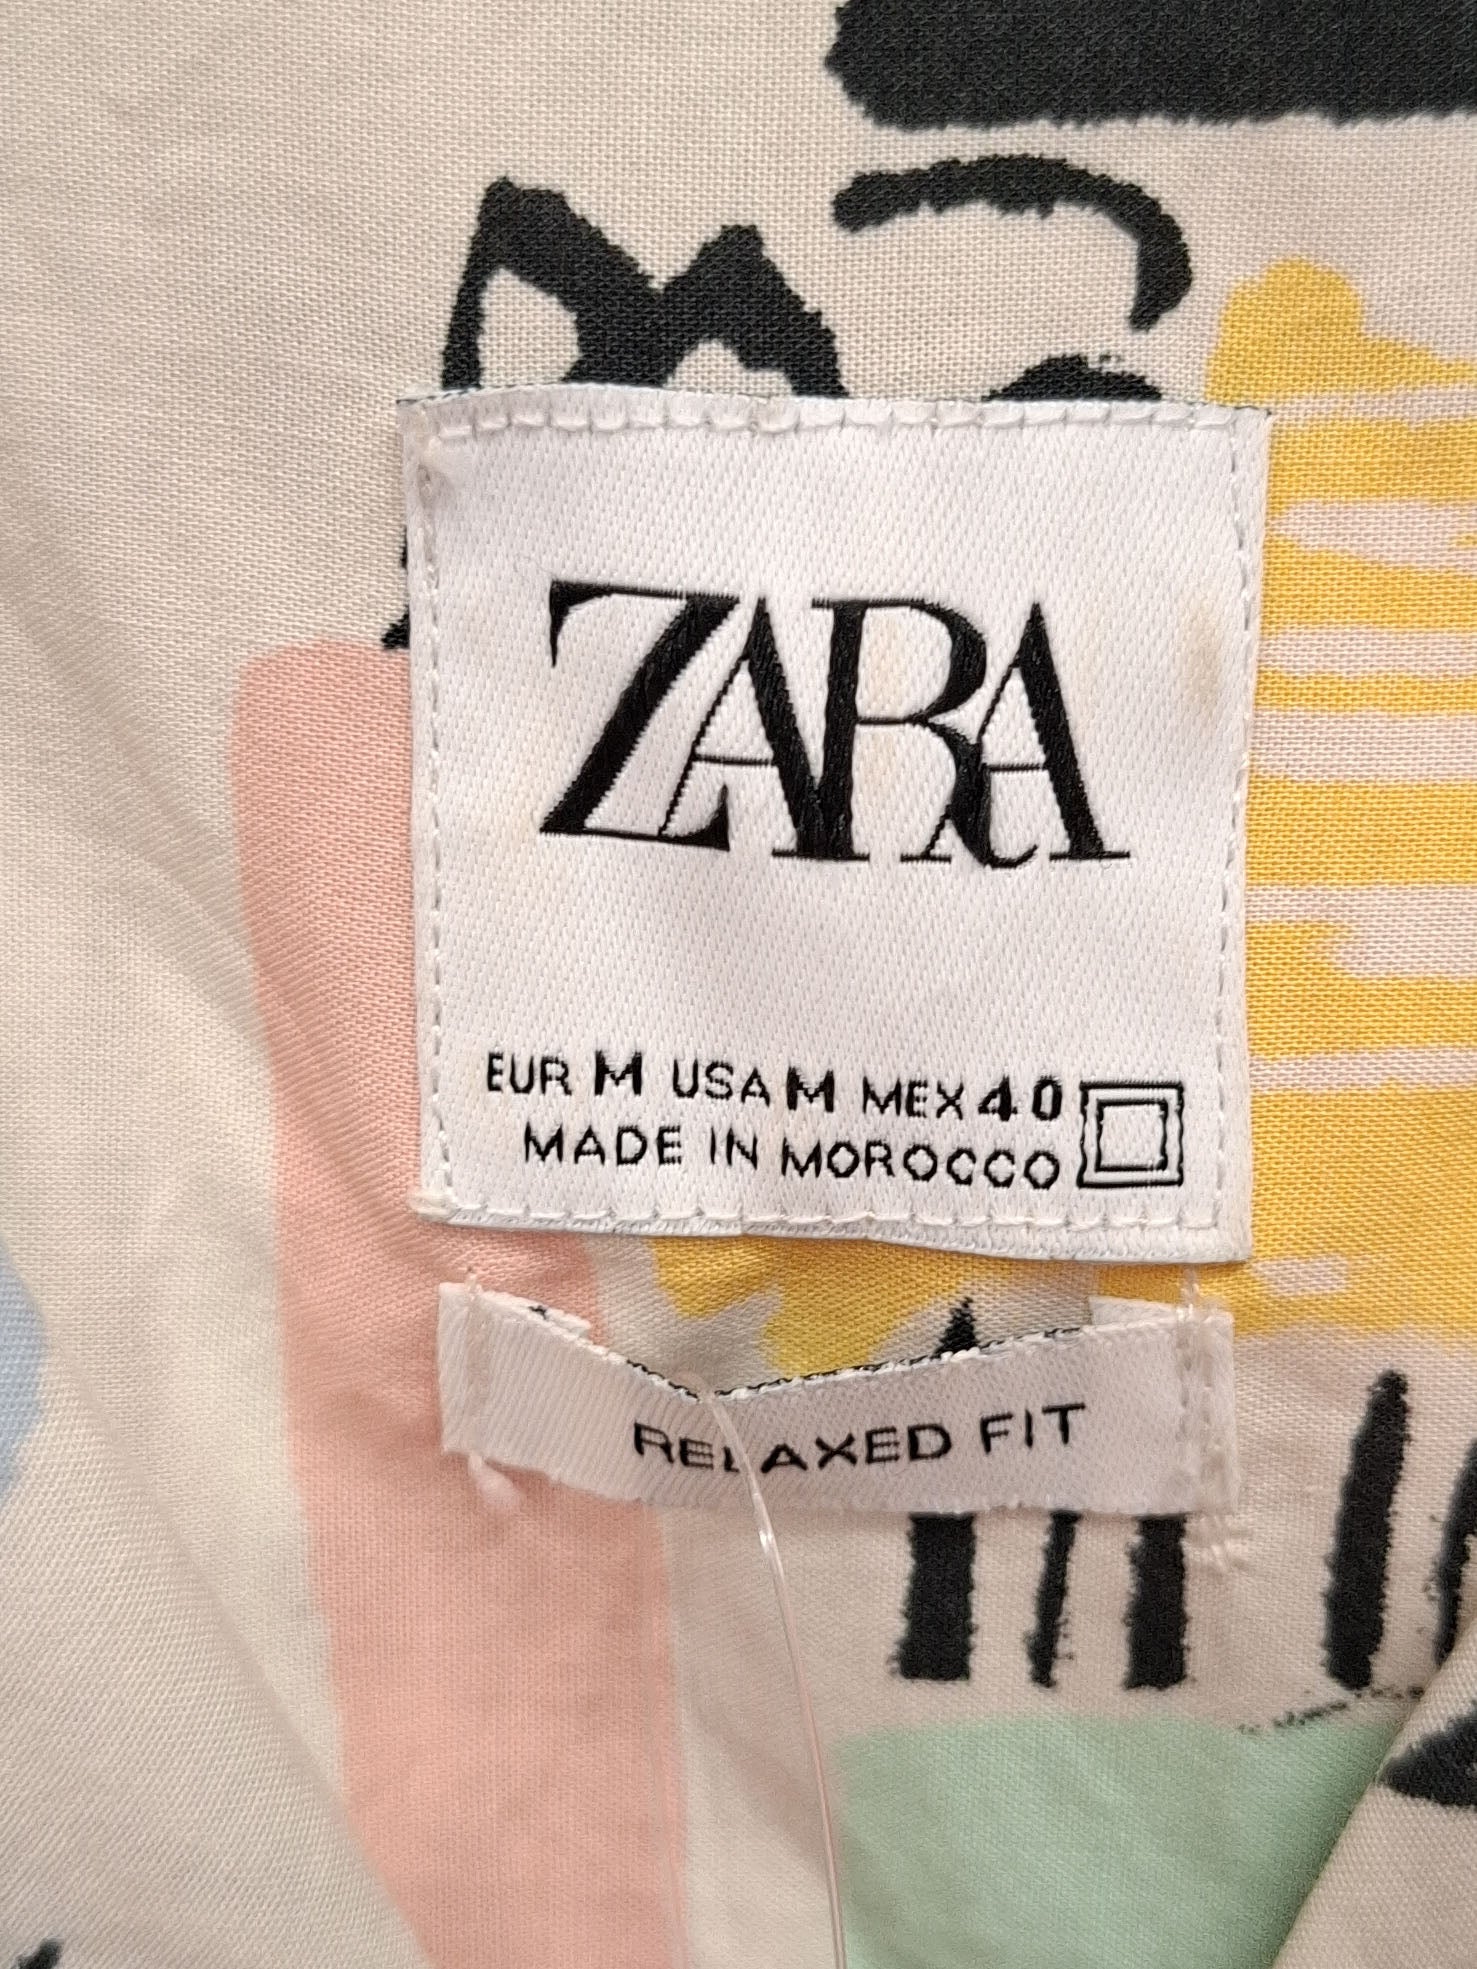 ZARA
EUR M USA M MEX 40
MADE IN MOROCCO
RELAXED FIT